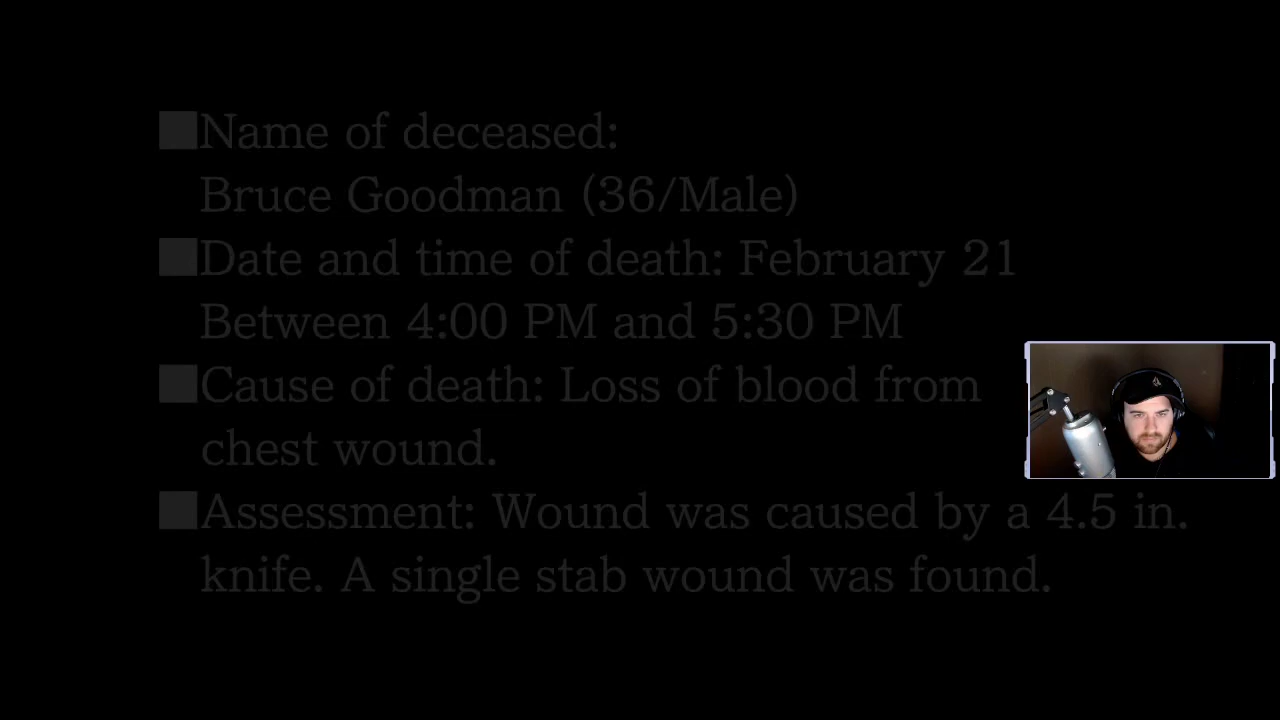 ■Name of deceased:
Bruce Goodman (36/Male)
■Date and time of death: February 21
Between 4:00 PM and 5:30 PM
■Cause of death: Loss of blood from
chest wound.
■Assessment: Wound was caused by a 4.5 in.
knife. A single stab wound was found.